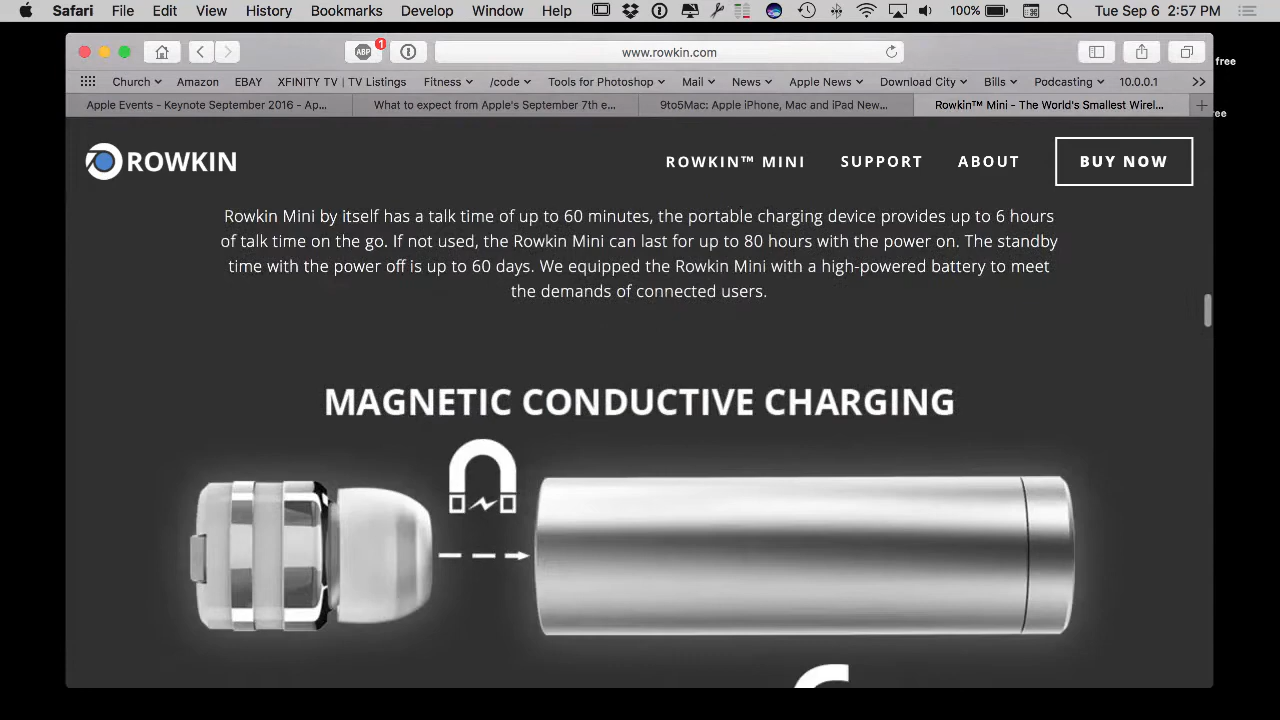 Safari File Edit View History Bookmarks Develop Window Help 100% Tue Sep 6 2:57 PM
free
ABP 1 www.rowkin.com
Church Amazon EBAY XFINITY TV | TV Listings Fitness /code Tools for Photoshop Mail News Apple News Download City Bills Podcasting 10.0.0.1
Apple Events - Keynote September 2016 - Ap... What to expect from Apple's September 7th e... 9to5Mac: Apple iPhone, Mac and iPad New... Rowkin™ Mini - The World's Smallest Wirel...
free
ROWKIN ROWKIN™ MINI SUPPORT ABOUT BUY NOW
Rowkin Mini by itself has a talk time of up to 60 minutes, the portable charging device provides up to 6 hours
of talk time on the go. If not used, the Rowkin Mini can last for up to 80 hours with the power on. The standby
time with the power off is up to 60 days. We equipped the Rowkin Mini with a high-powered battery to meet
the demands of connected users.
MAGNETIC CONDUCTIVE CHARGING